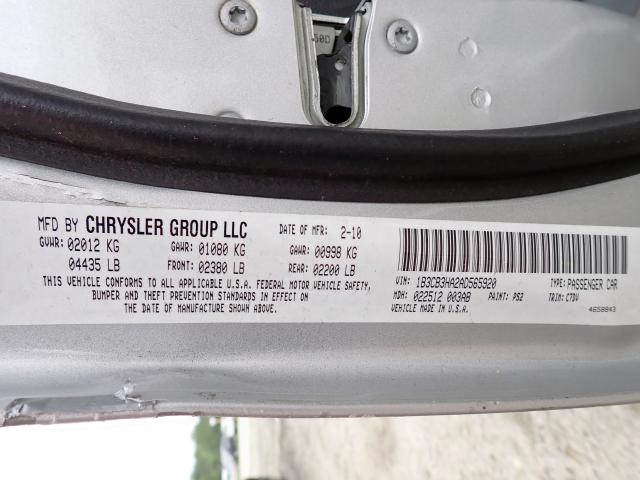 50D
MFD BY CHRYSLER GROUP LLC DATE OF MFR: 2-10
GVWR: 02012 KG GAWR: 01080 KG GAWR: 00998 KG
04435 LB FRONT: 02380 LB REAR: 02200 LB
THIS VEHICLE CONFORMS TO ALL APPLICABLE U.S.A. FEDERAL MOTOR VEHICLE SAFETY,
BUMPER AND THEFT PREVENTION STANDARDS IN EFFECT ON
THE DATE OF MANUFACTURE SHOWN ABOVE.
VIN: 1B3CB3HA2AD565920 TYPE: PASSENGER CAR
MDH: 022512 003AB PAINT: PS2 TRIM: C7DV
VEHICLE MADE IN U.S.A. 4658843